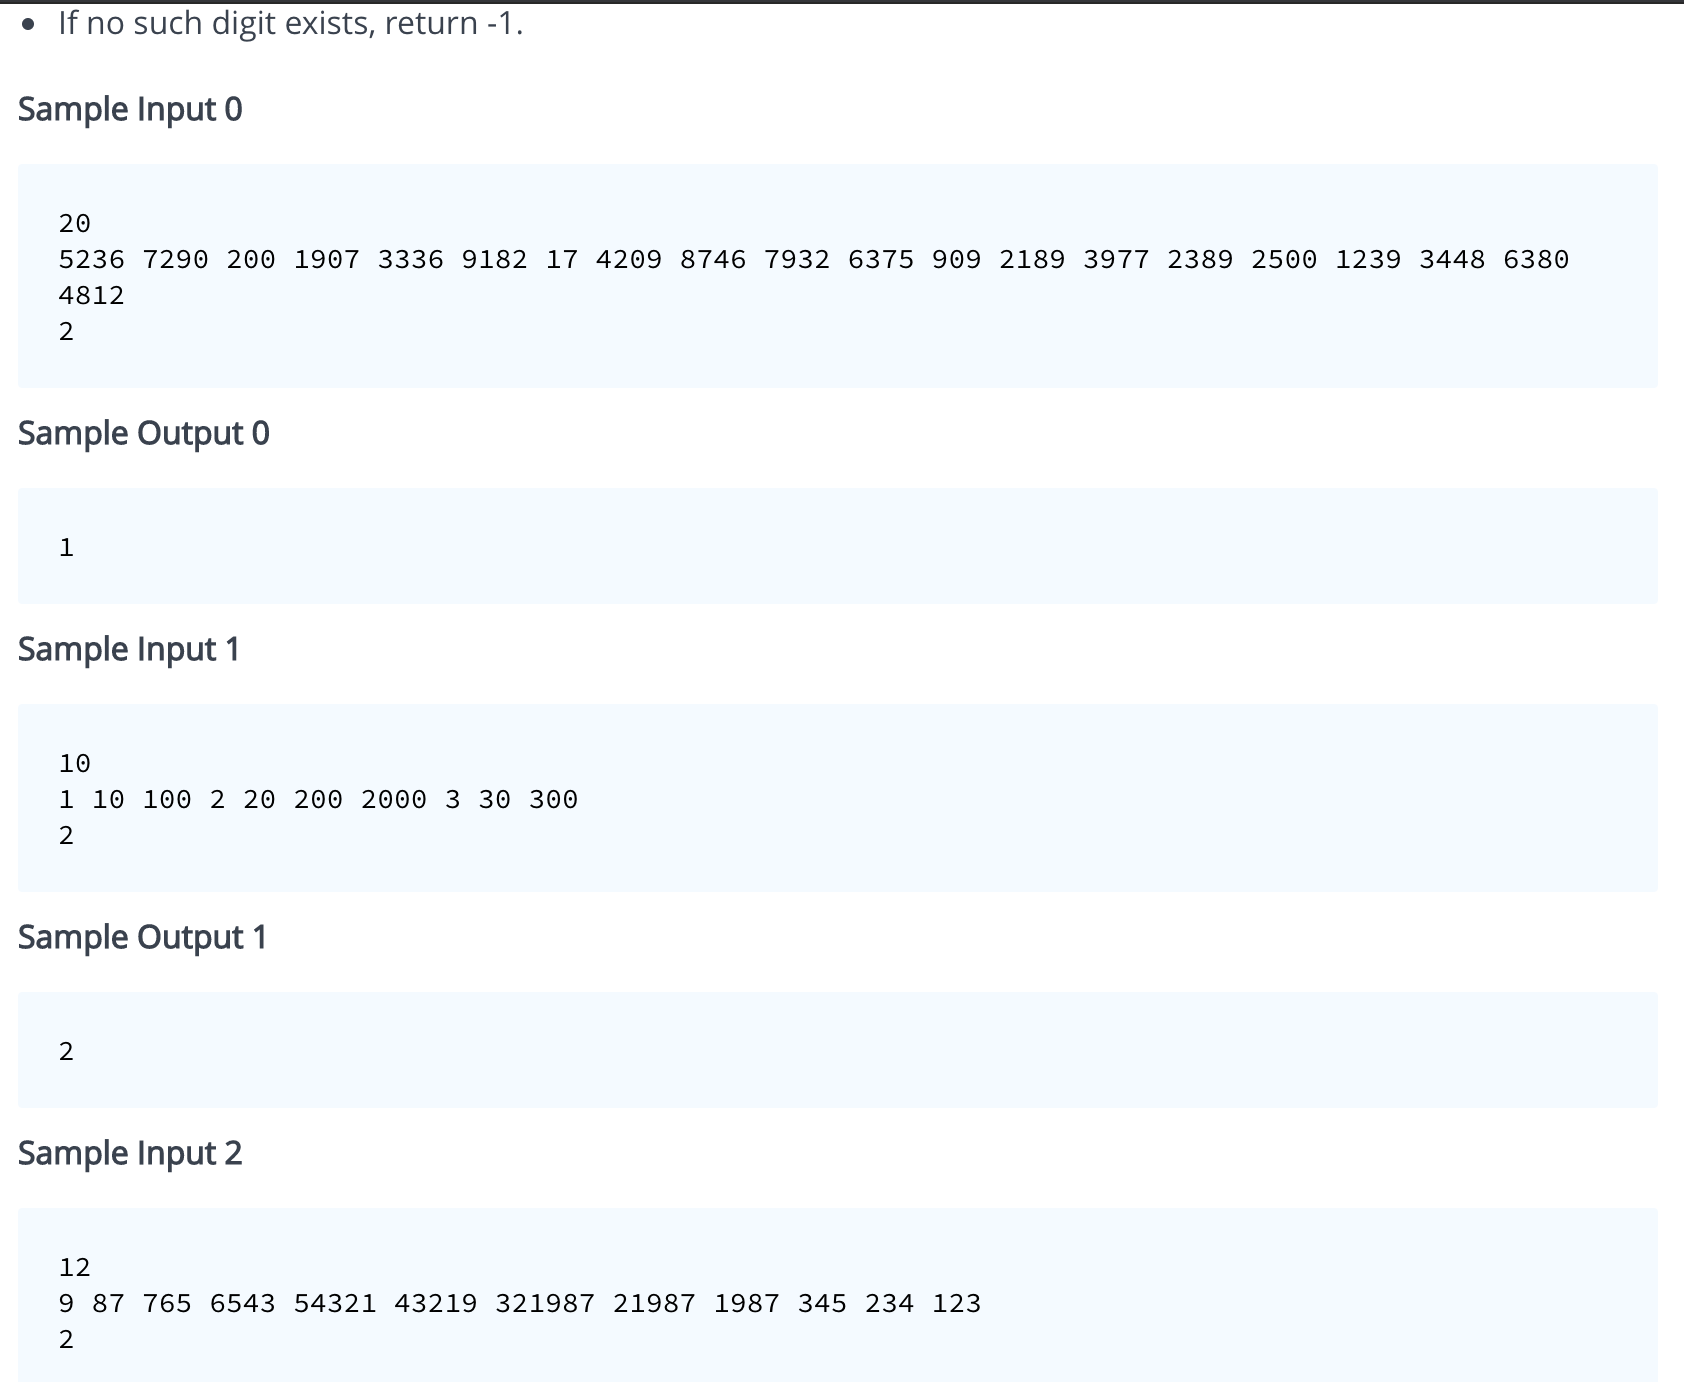 • If no such digit exists, return -1.
Sample Input 0
20
5236 7290 200 1907 3336 9182 17 4209 8746 7932 6375 909 2189 3977 2389 2500 1239 3448 6380
4812
2
Sample Output 0
1
Sample Input 1
10
1 10 100 2 20 200 2000 3 30 300
2
Sample Output 1
2
Sample Input 2
12
9 87 765 6543 54321 43219 321987 21987 1987 345 234 123
2